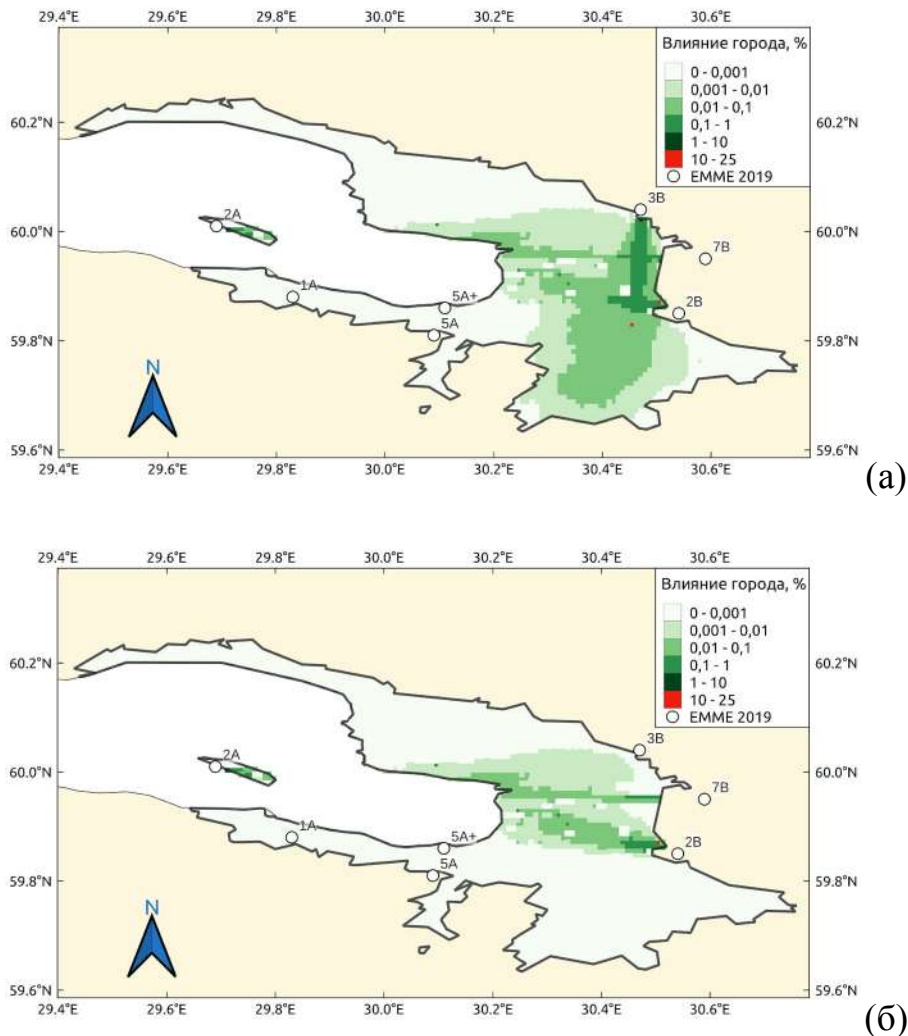 29.4°E 29.6°E 29.8°E 30.0°E 30.2°E 30.4°E 30.6°E
Влияние города, %
0 - 0,001
0,001 - 0,01
0,01 - 0,1
0,1 - 1
1 - 10
10 - 25
EMME 2019
60.2°N
60.0°N
59.8°N
59.6°N
60.2°N
60.0°N
59.8°N
59.6°N
2A
1A
5A+
5A
3B
7B
2B
N
29.4°E 29.6°E 29.8°E 30.0°E 30.2°E 30.4°E 30.6°E
(а)
29.4°E 29.6°E 29.8°E 30.0°E 30.2°E 30.4°E 30.6°E
Влияние города, %
0 - 0,001
0,001 - 0,01
0,01 - 0,1
0,1 - 1
1 - 10
10 - 25
EMME 2019
60.2°N
60.0°N
59.8°N
59.6°N
60.2°N
60.0°N
59.8°N
59.6°N
2A
1A
5A+
5A
3B
7B
2B
N
29.4°E 29.6°E 29.8°E 30.0°E 30.2°E 30.4°E 30.6°E
(б)